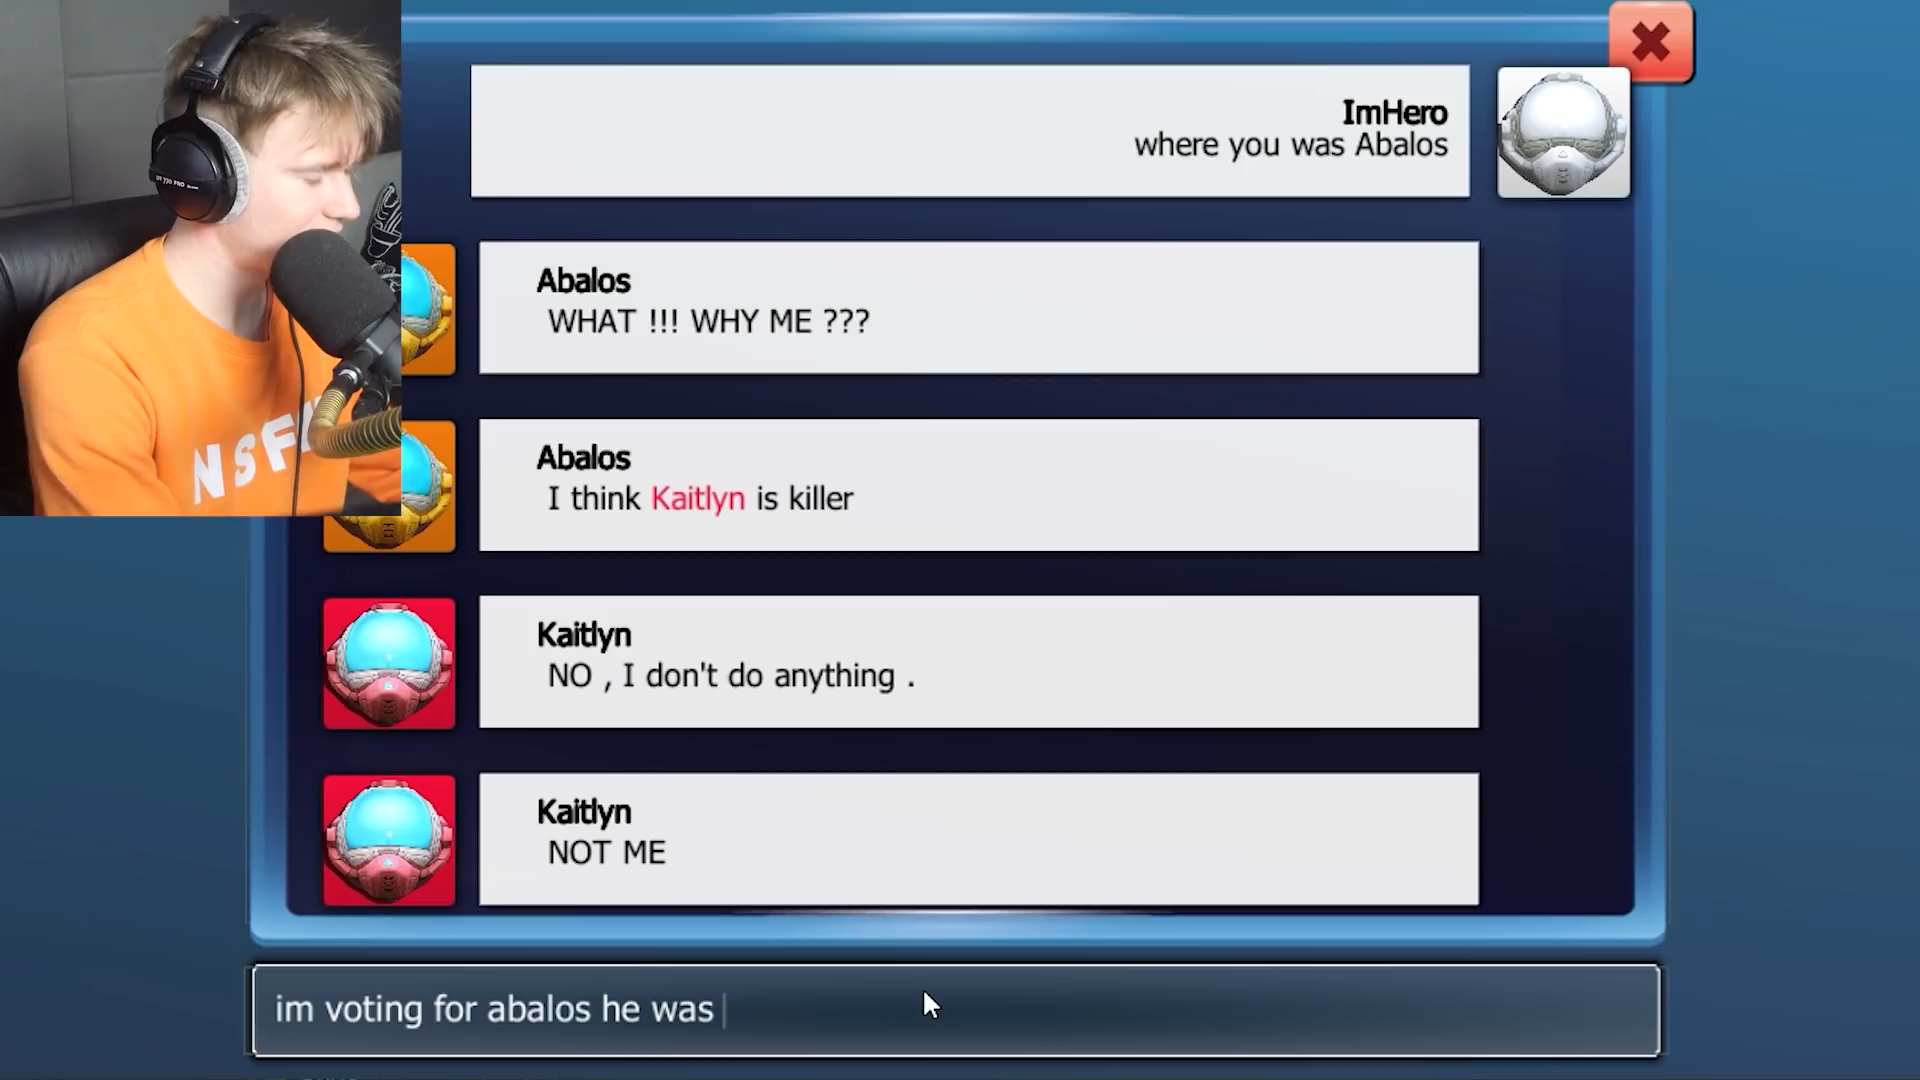 ImHero
where you was Abalos
Abalos
WHAT !!! WHY ME ???
Abalos
I think Kaitlyn is killer
Kaitlyn
NO , I don't do anything .
Kaitlyn
NOT ME
im voting for abalos he was